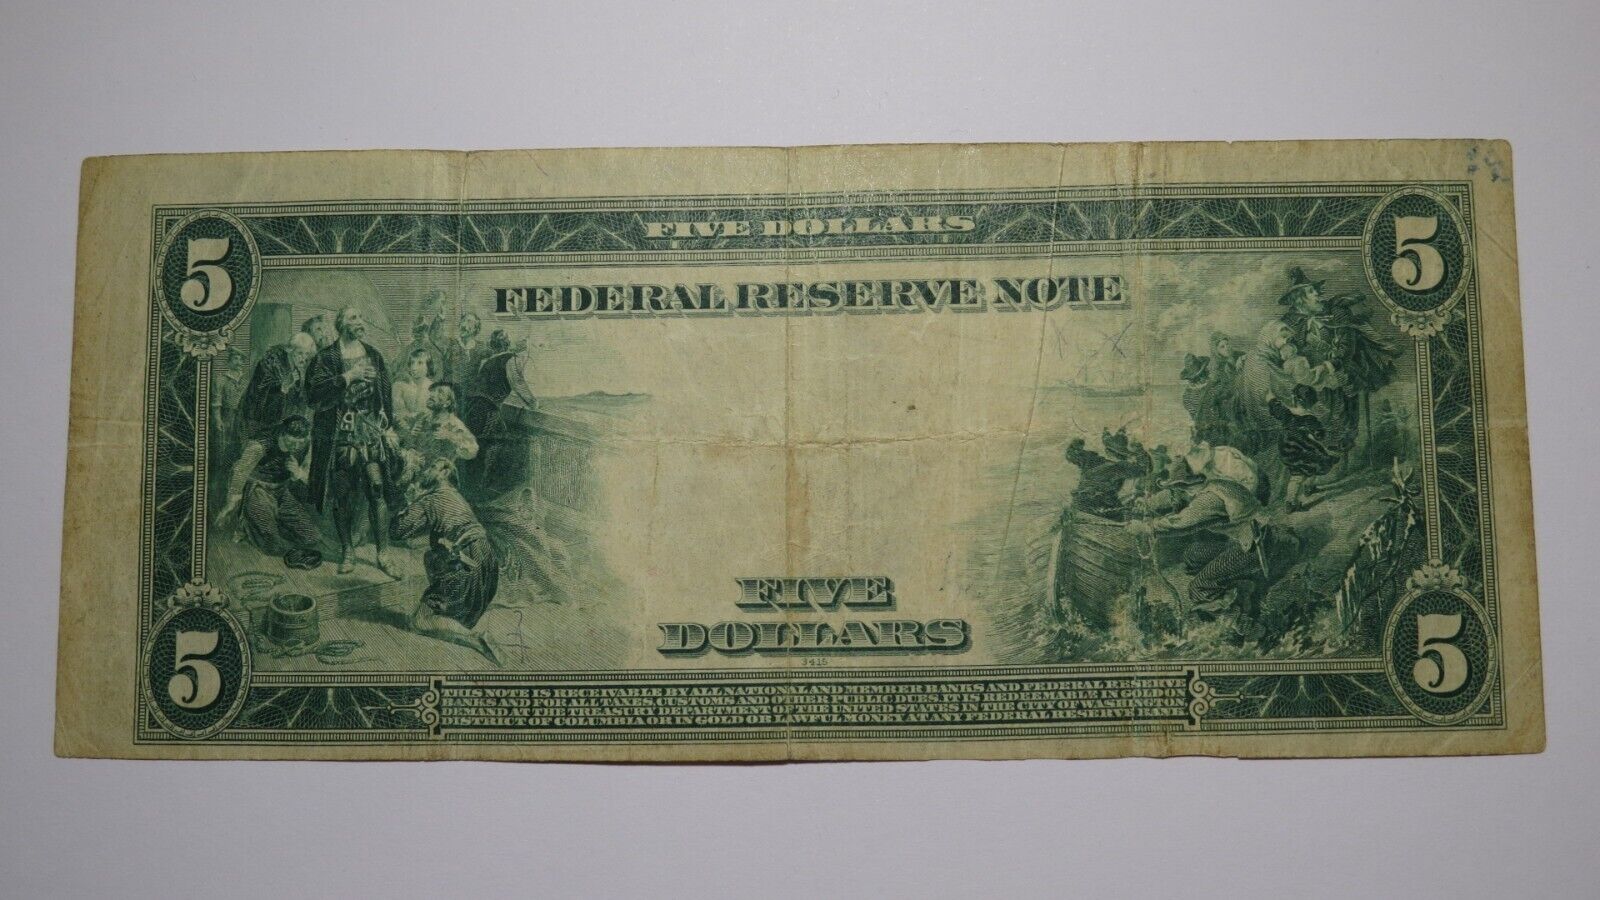 5 FIVE DOLLARS 5
FEDERAL RESERVE NOTE
FIVE
DOLLARS
3415
5 5
THIS NOTE IS RECEIVABLE BY ALL NATIONAL AND MEMBER BANKS AND FEDERAL RESERVE
BANKS AND FOR ALL TAXES, CUSTOMS AND OTHER PUBLIC DUES. IT IS REDEEMABLE IN GOLD ON
DEMAND AT THE TREASURY DEPARTMENT OF THE UNITED STATES IN THE CITY OF WASHINGTON
DISTRICT OF COLUMBIA OR IN GOLD OR LAWFUL MONEY AT ANY FEDERAL RESERVE BANK